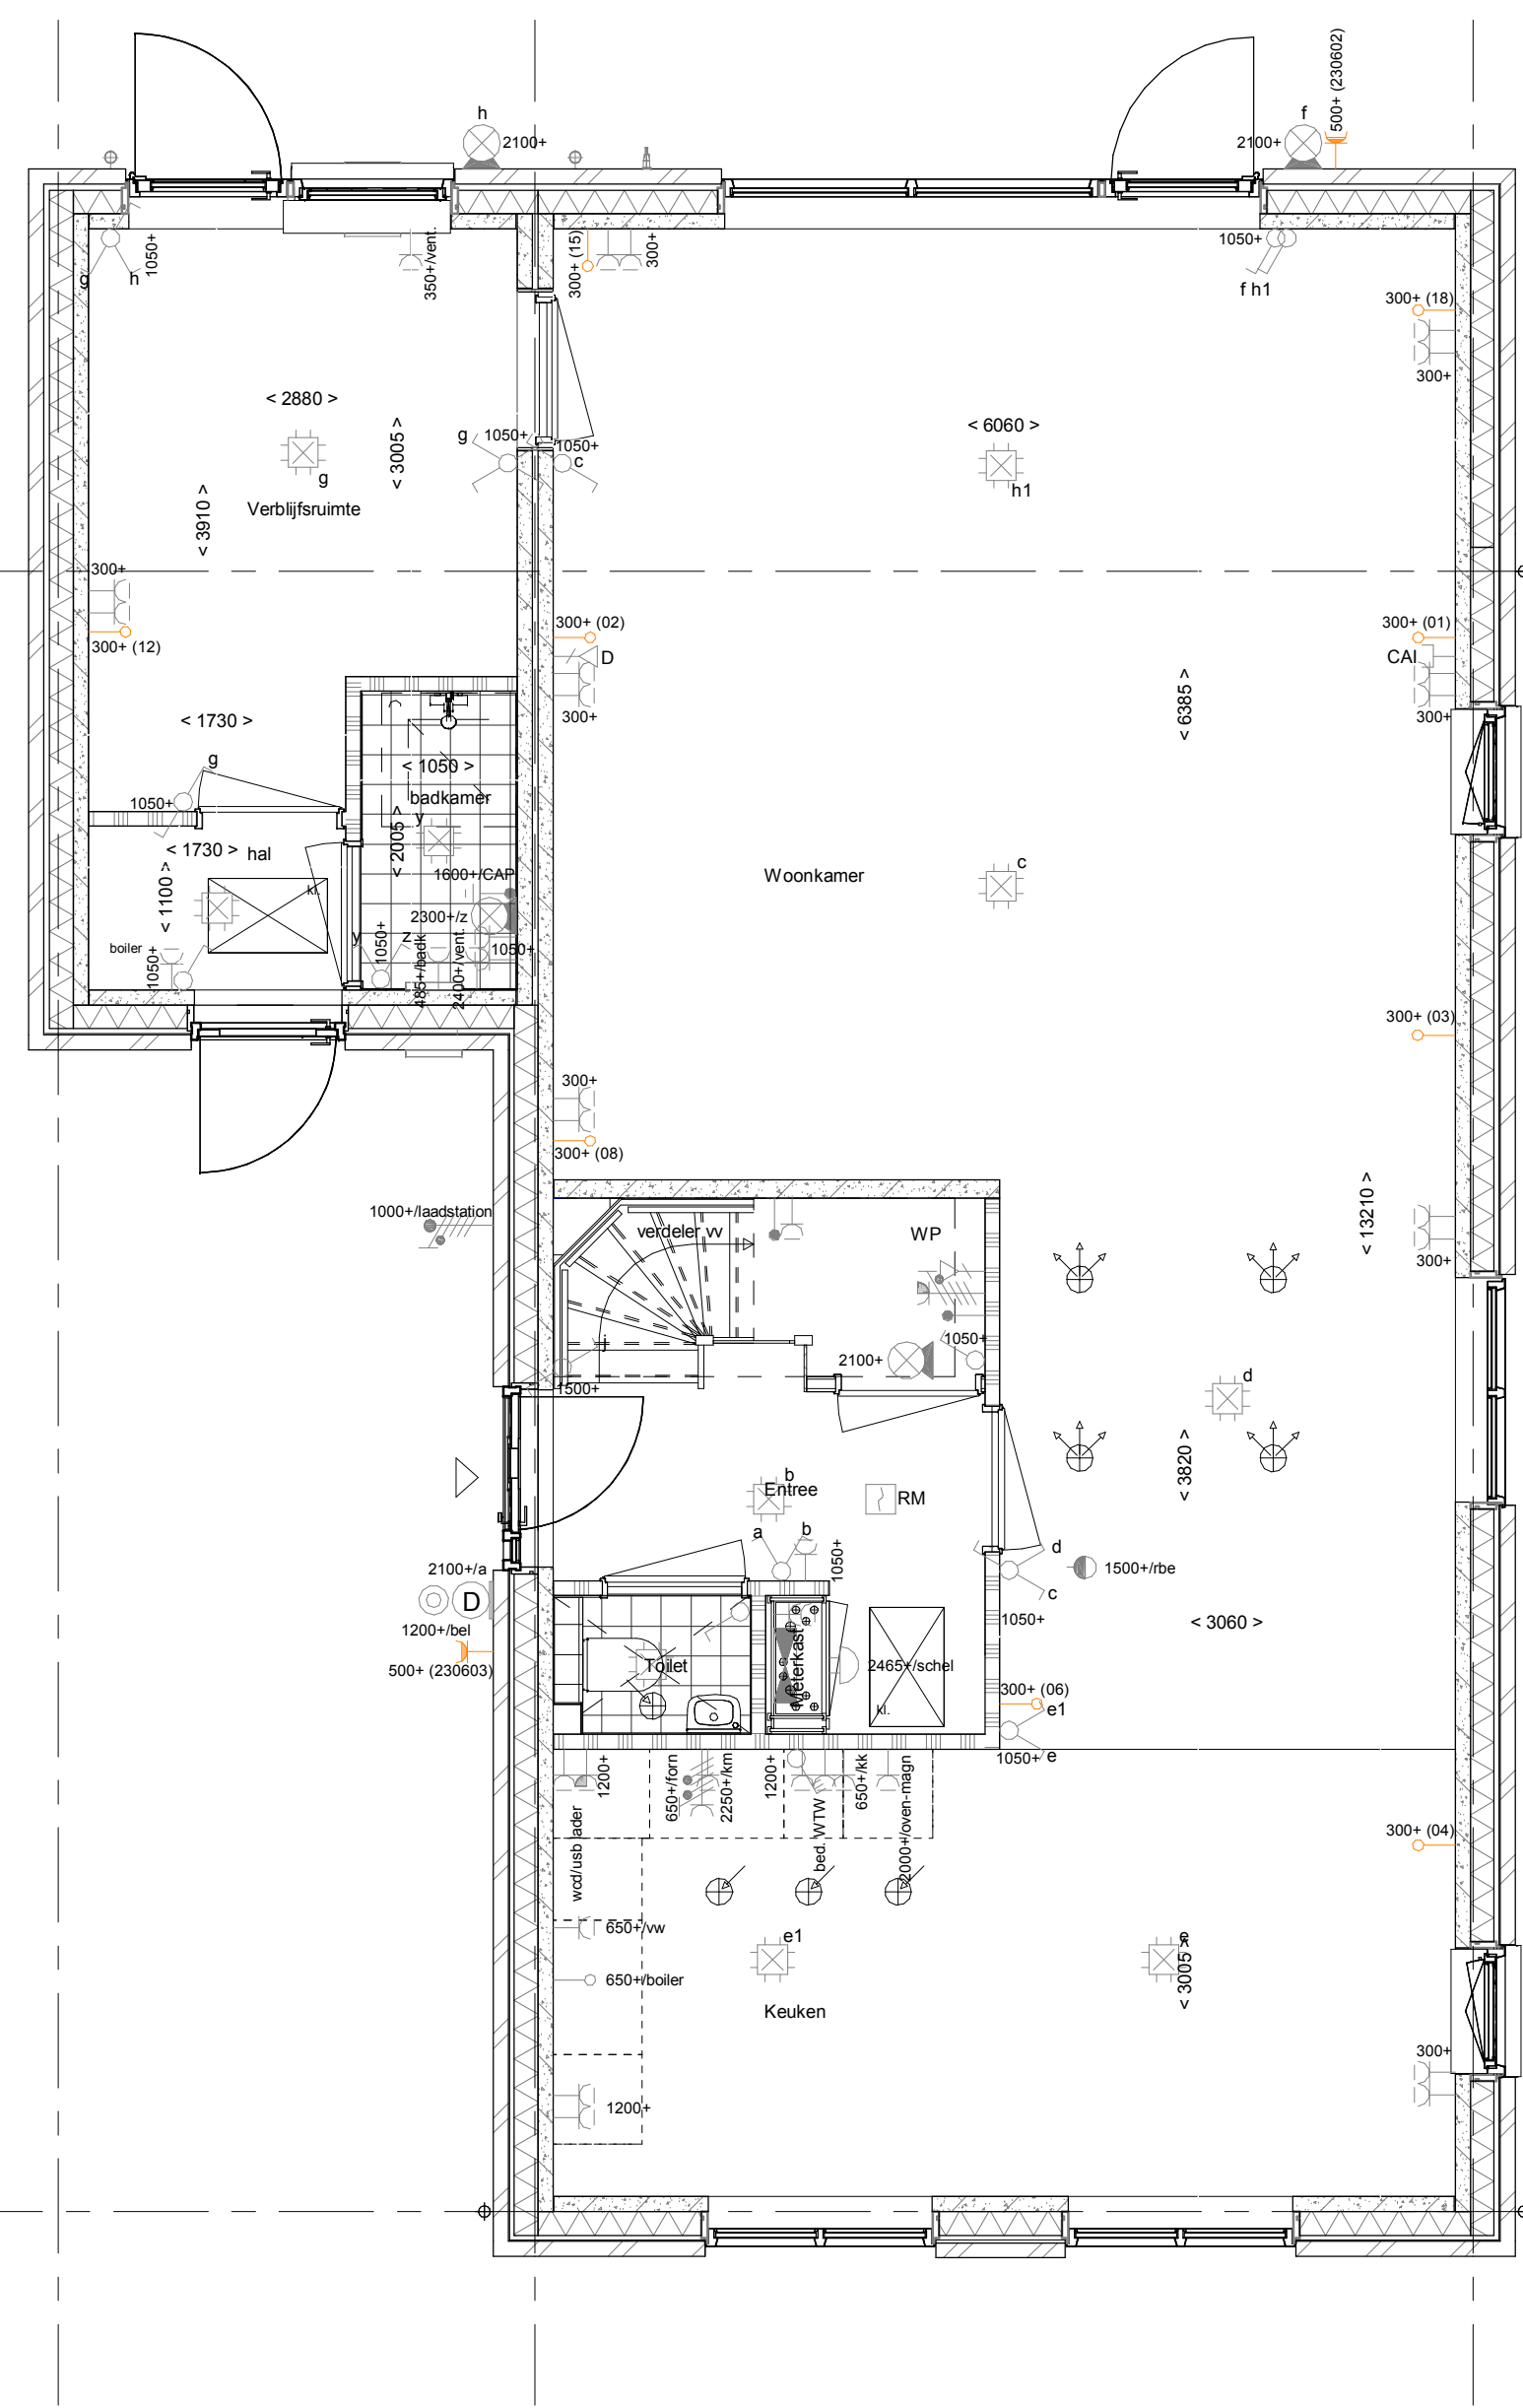 500+ (230602)
h
2100+
f
2100+
g
h
1050+
350+/vent.
300+ (15)
300+
1050+
f h1
300+ (18)
300+
< 2880 >
< 3005 >
g
< 3910 >
Verblijfsruimte
g
1050+
1050+
c
< 6060 >
h1
300+
300+ (12)
300+ (02)
D
300+
300+ (01)
CAI
300+
< 6385 >
< 1730 >
g
1050+
< 1050 >
badkamer
y
< 2005 >
< 1730 >
hal
< 1100 >
kl.
1600+/CAP
2300+/z
boiler
1050+
y
1050+
z
485+/badk
2400+/vent.
1050+
Woonkamer
c
300+ (03)
300+
300+ (08)
1000+/laadstation
verdeler vv
WP
< 13210 >
300+
j
1500+
2100+
1050+
d
< 3820 >
b
Entree
RM
a
b
1050+
d
c
1050+
1500+/rbe
2100+/a
D
1200+/bel
500+ (230603)
< 3060 >
Toilet
Meterkast
2465+/schel
kl.
300+ (06)
e1
1050+
e
1200+
wcd/usb lader
650+/forn
2250+/km
1200+
bed. WTW
650+/kk
2000+/oven-magn
300+ (04)
650+/vw
e1
e
< 3005 >
650+/boiler
Keuken
300+
1200+